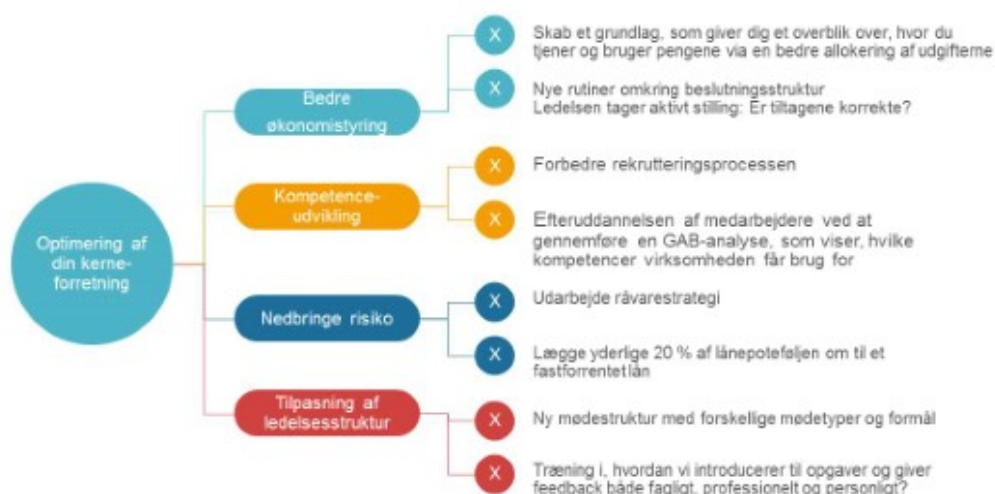 Optimering af
din kerne-
forretning
Bedre
økonomistyring
X
Skab et grundlag, som giver dig et overblik over, hvor du
tjener og bruger pengene via en bedre allokering af udgifterne
X
Nye rutiner omkring beslutningsstruktur
Ledelsen tager aktivt stilling: Er tiltagene korrekte?
Kompetence-
udvikling
X
Forbedre rekrutteringsprocessen
X
Efteruddannelsen af medarbejdere ved at
gennemføre en GAB-analyse, som viser, hvilke
kompetencer virksomheden får brug for
Nedbringe risiko
X
Udarbejde råvarestrategi
X
Lægge yderlige 20 % af lånepoteføljen om til et
fastforrentet lån
Tilpasning af
ledelsesstruktur
X
Ny mødestruktur med forskellige mødetyper og formål
X
Træning i, hvordan vi introducerer til opgaver og giver
feedback både fagligt, professionelt og personligt?